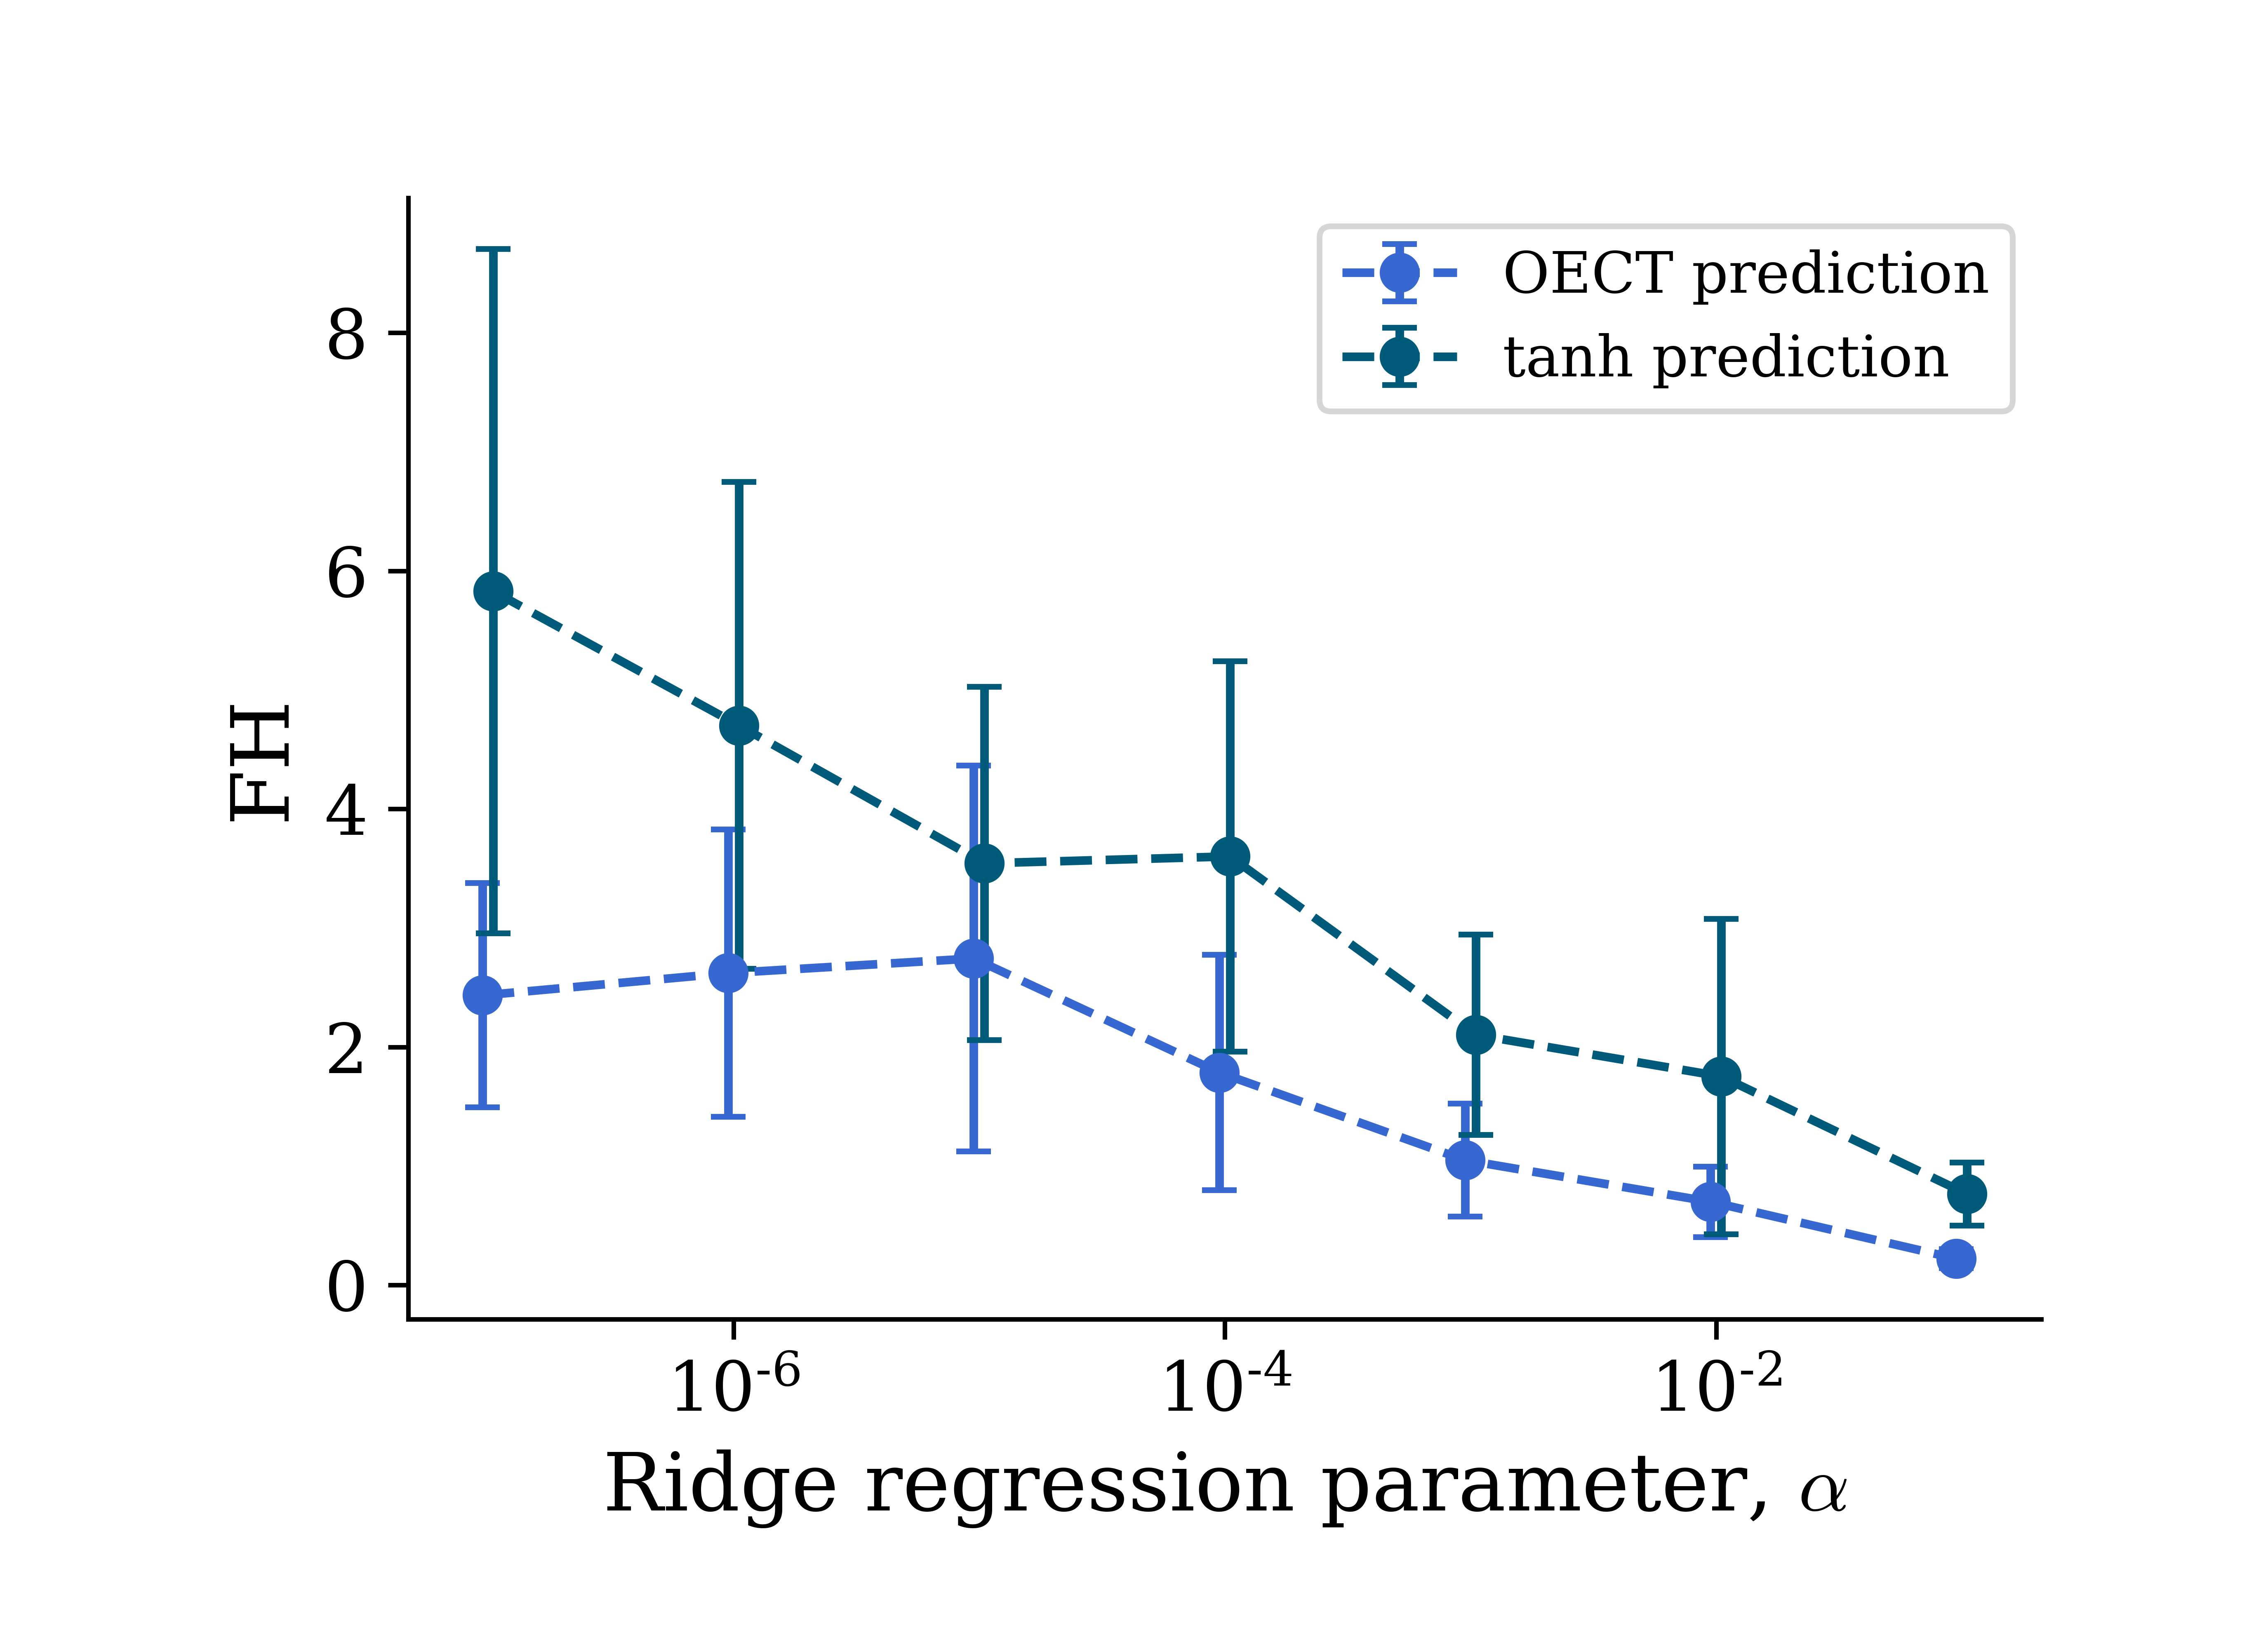 OECT prediction
tanh prediction
FH
8
6
4
2
0
10⁻⁶
10⁻⁴
10⁻²
Ridge regression parameter, α